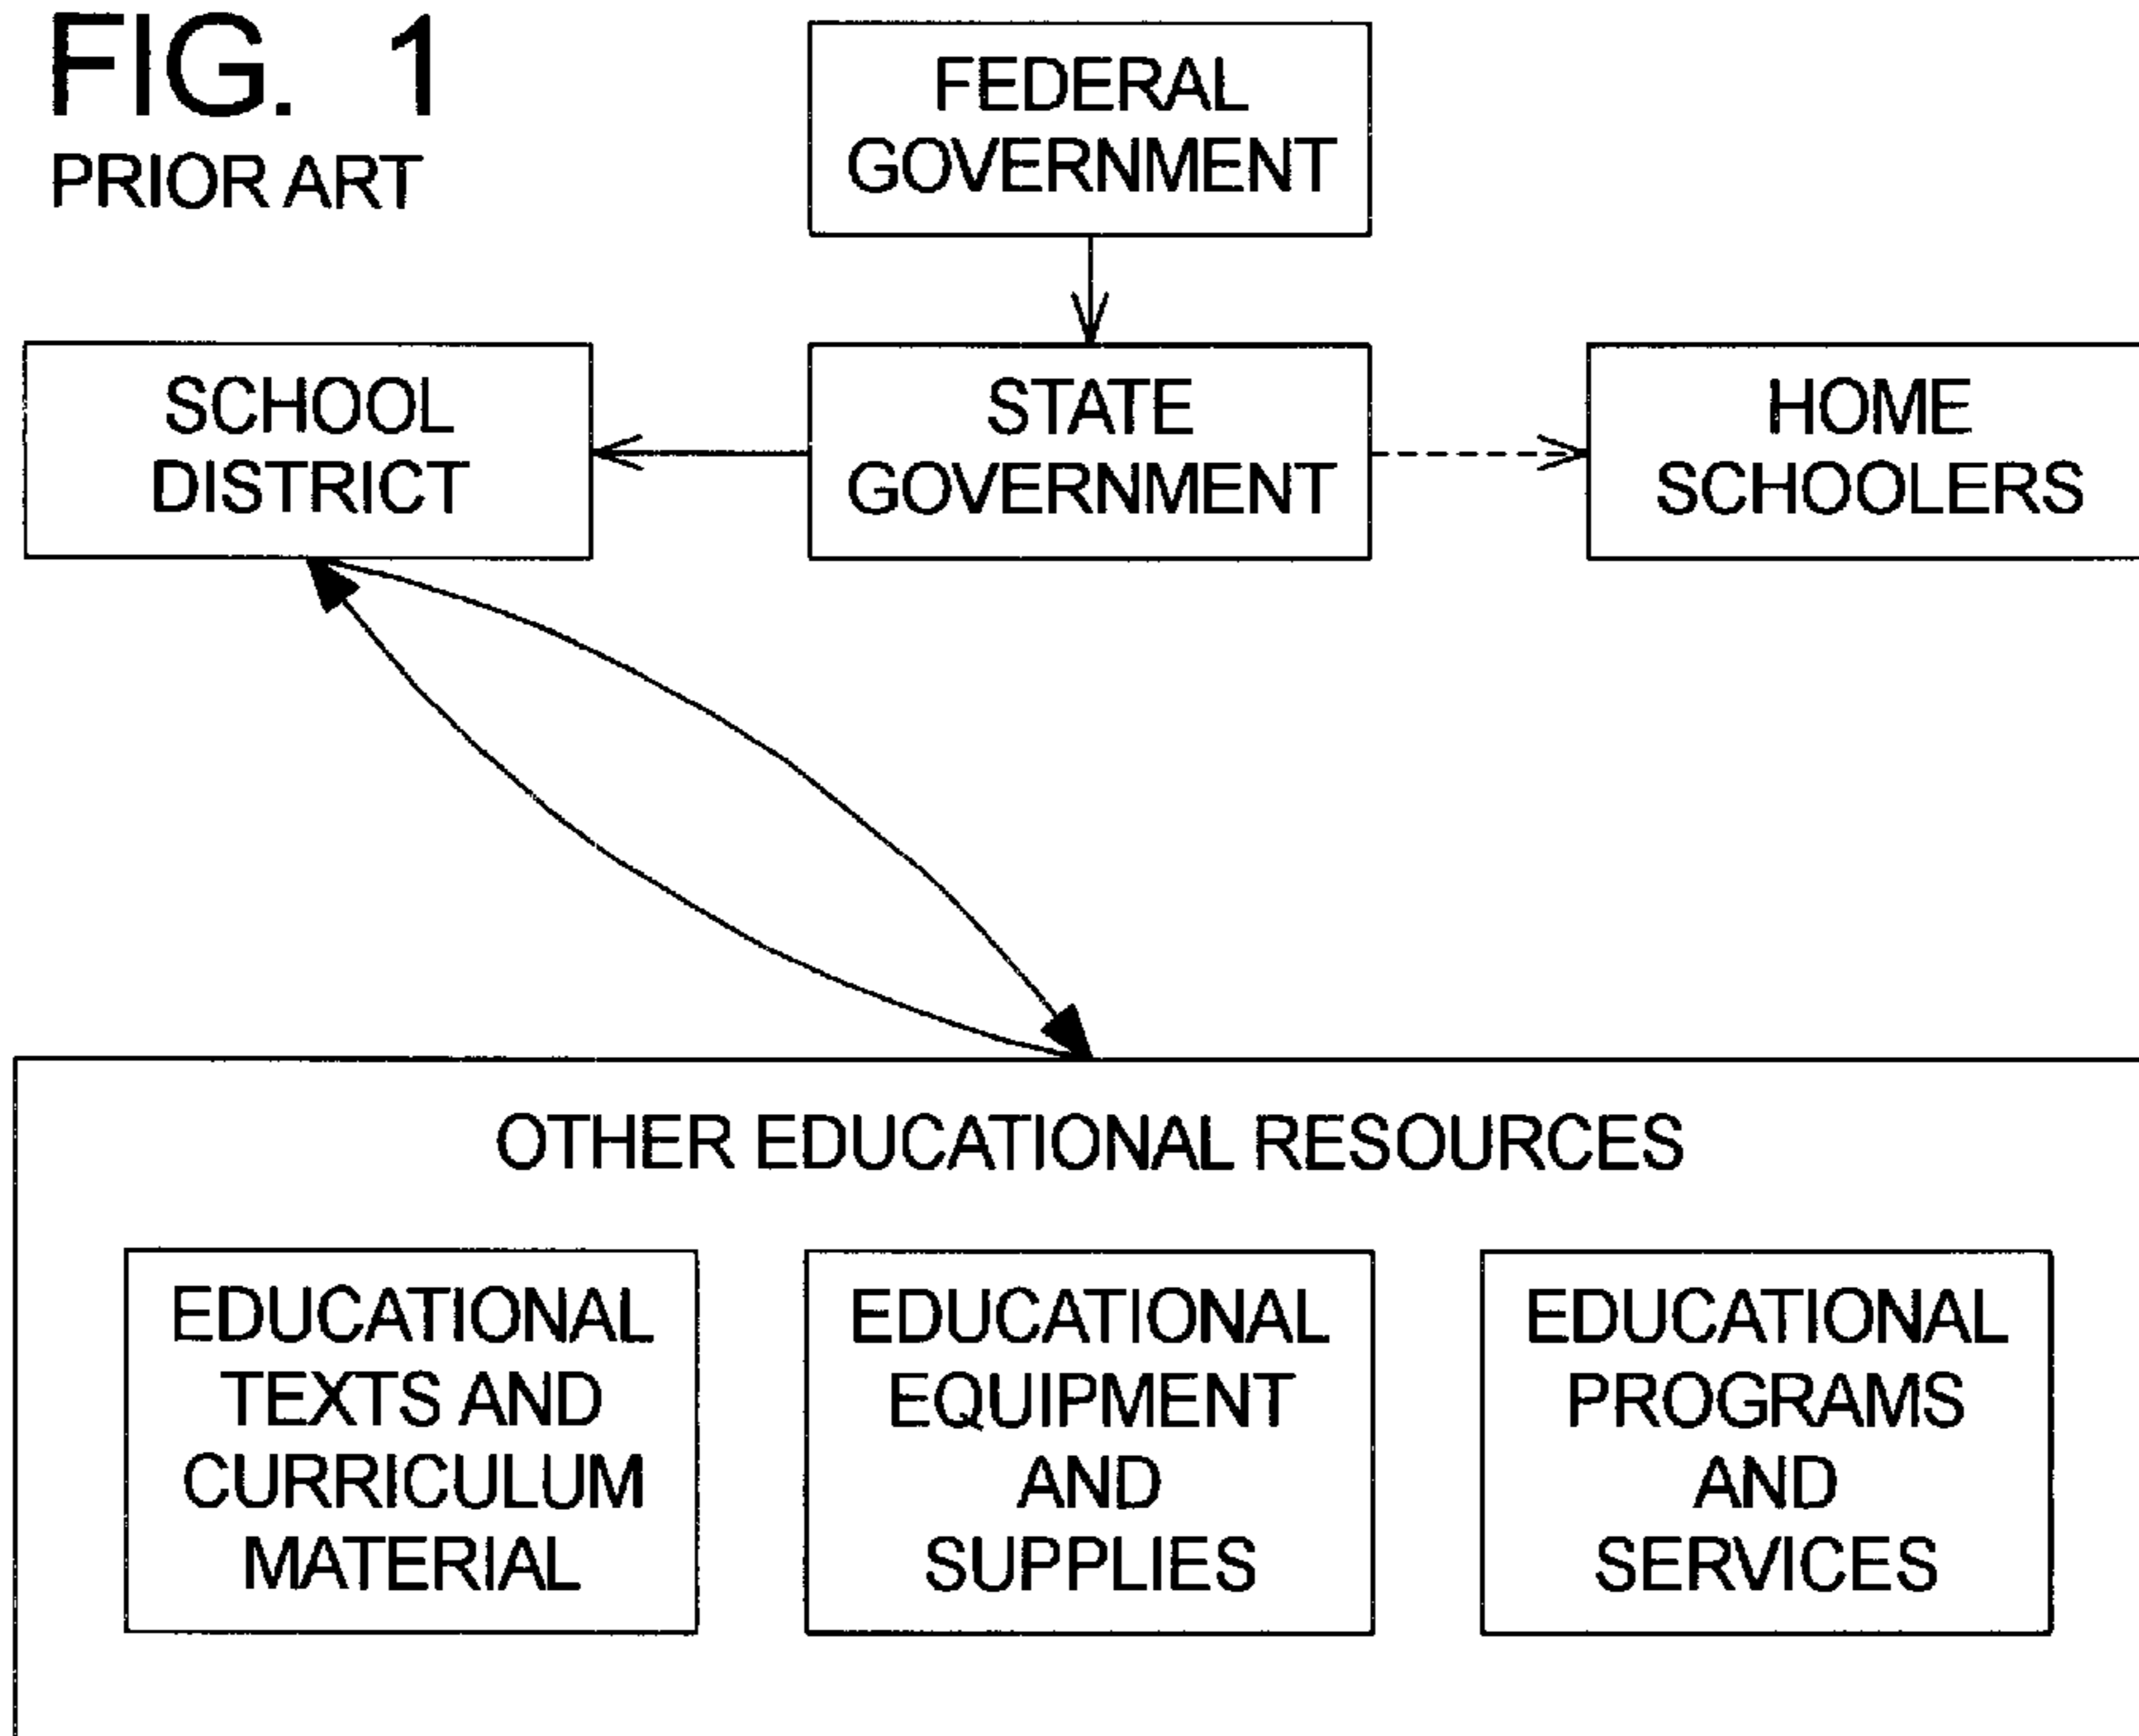 FIG. 1
PRIOR ART
FEDERAL
GOVERNMENT
SCHOOL
DISTRICT
STATE
GOVERNMENT
HOME
SCHOOLERS
OTHER EDUCATIONAL RESOURCES
EDUCATIONAL
TEXTS AND
CURRICULUM
MATERIAL
EDUCATIONAL
EQUIPMENT
AND
SUPPLIES
EDUCATIONAL
PROGRAMS
AND
SERVICES